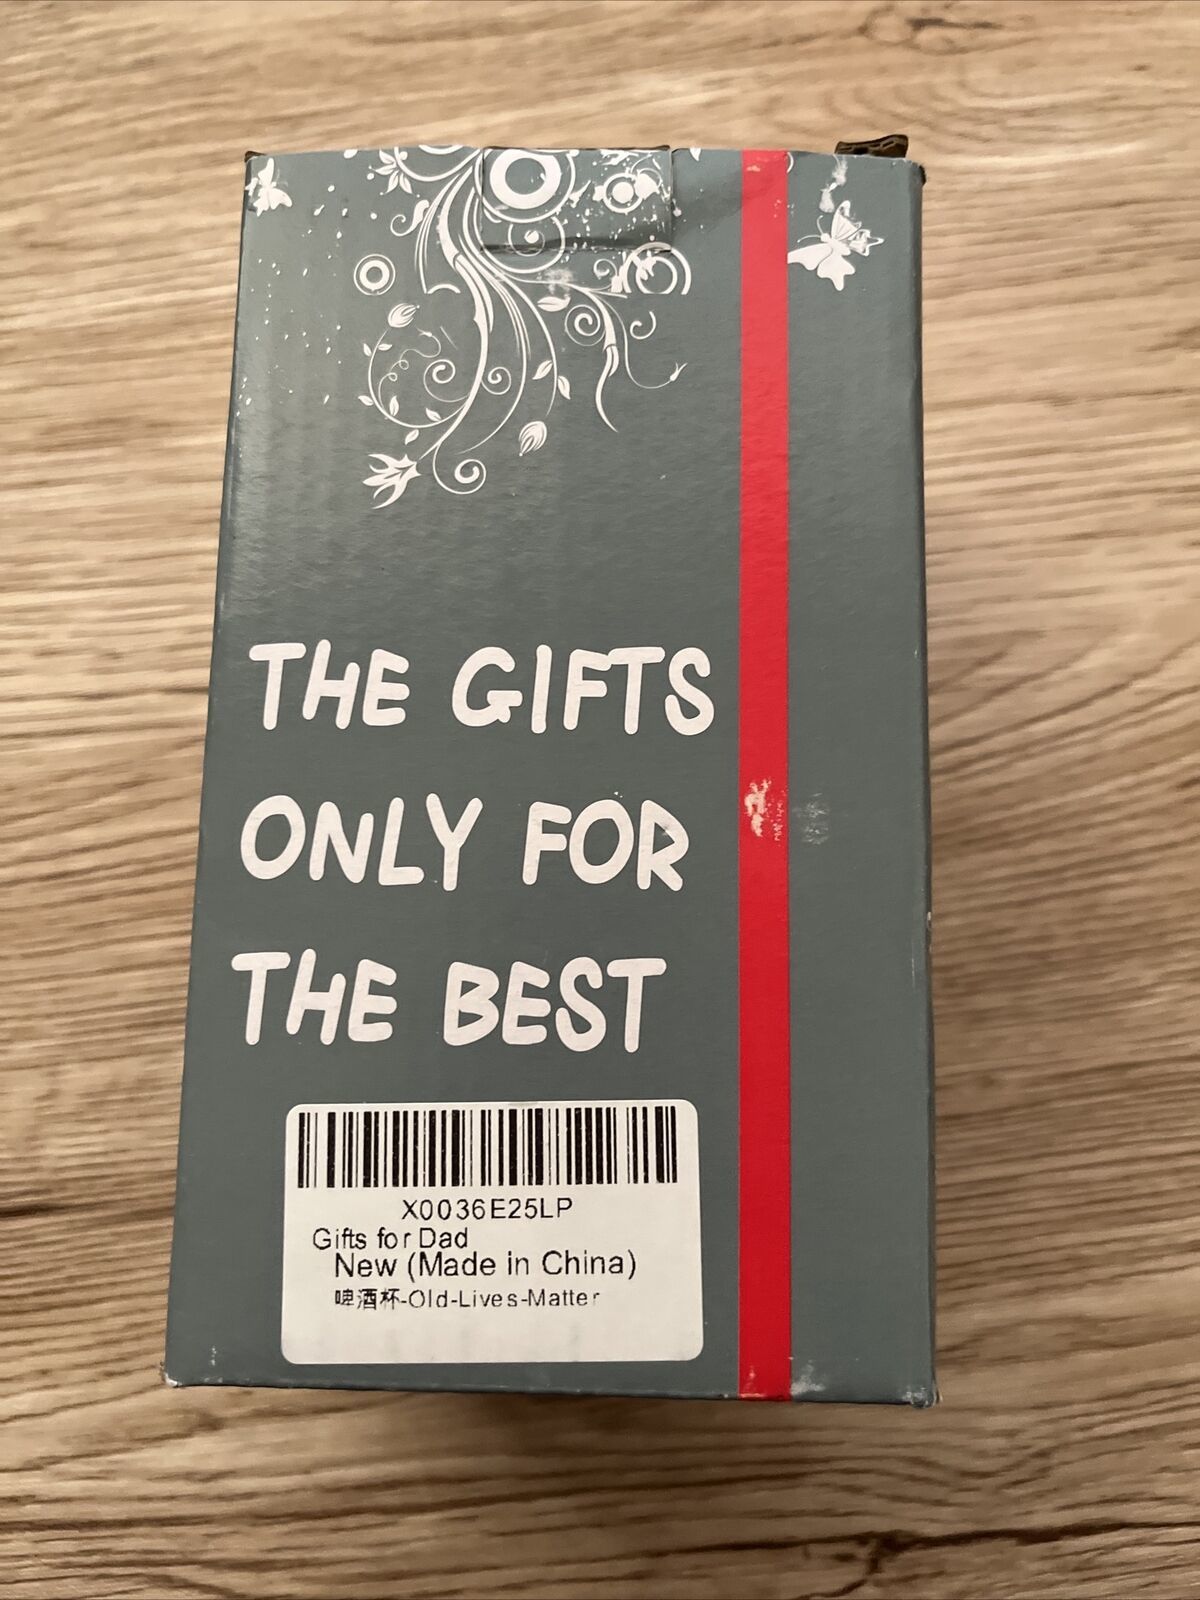 THE GIFTS
ONLY FOR
THE BEST
X0036E25LP
Gifts for Dad
New (Made in China)
啤酒杯-Old-Lives-Matter